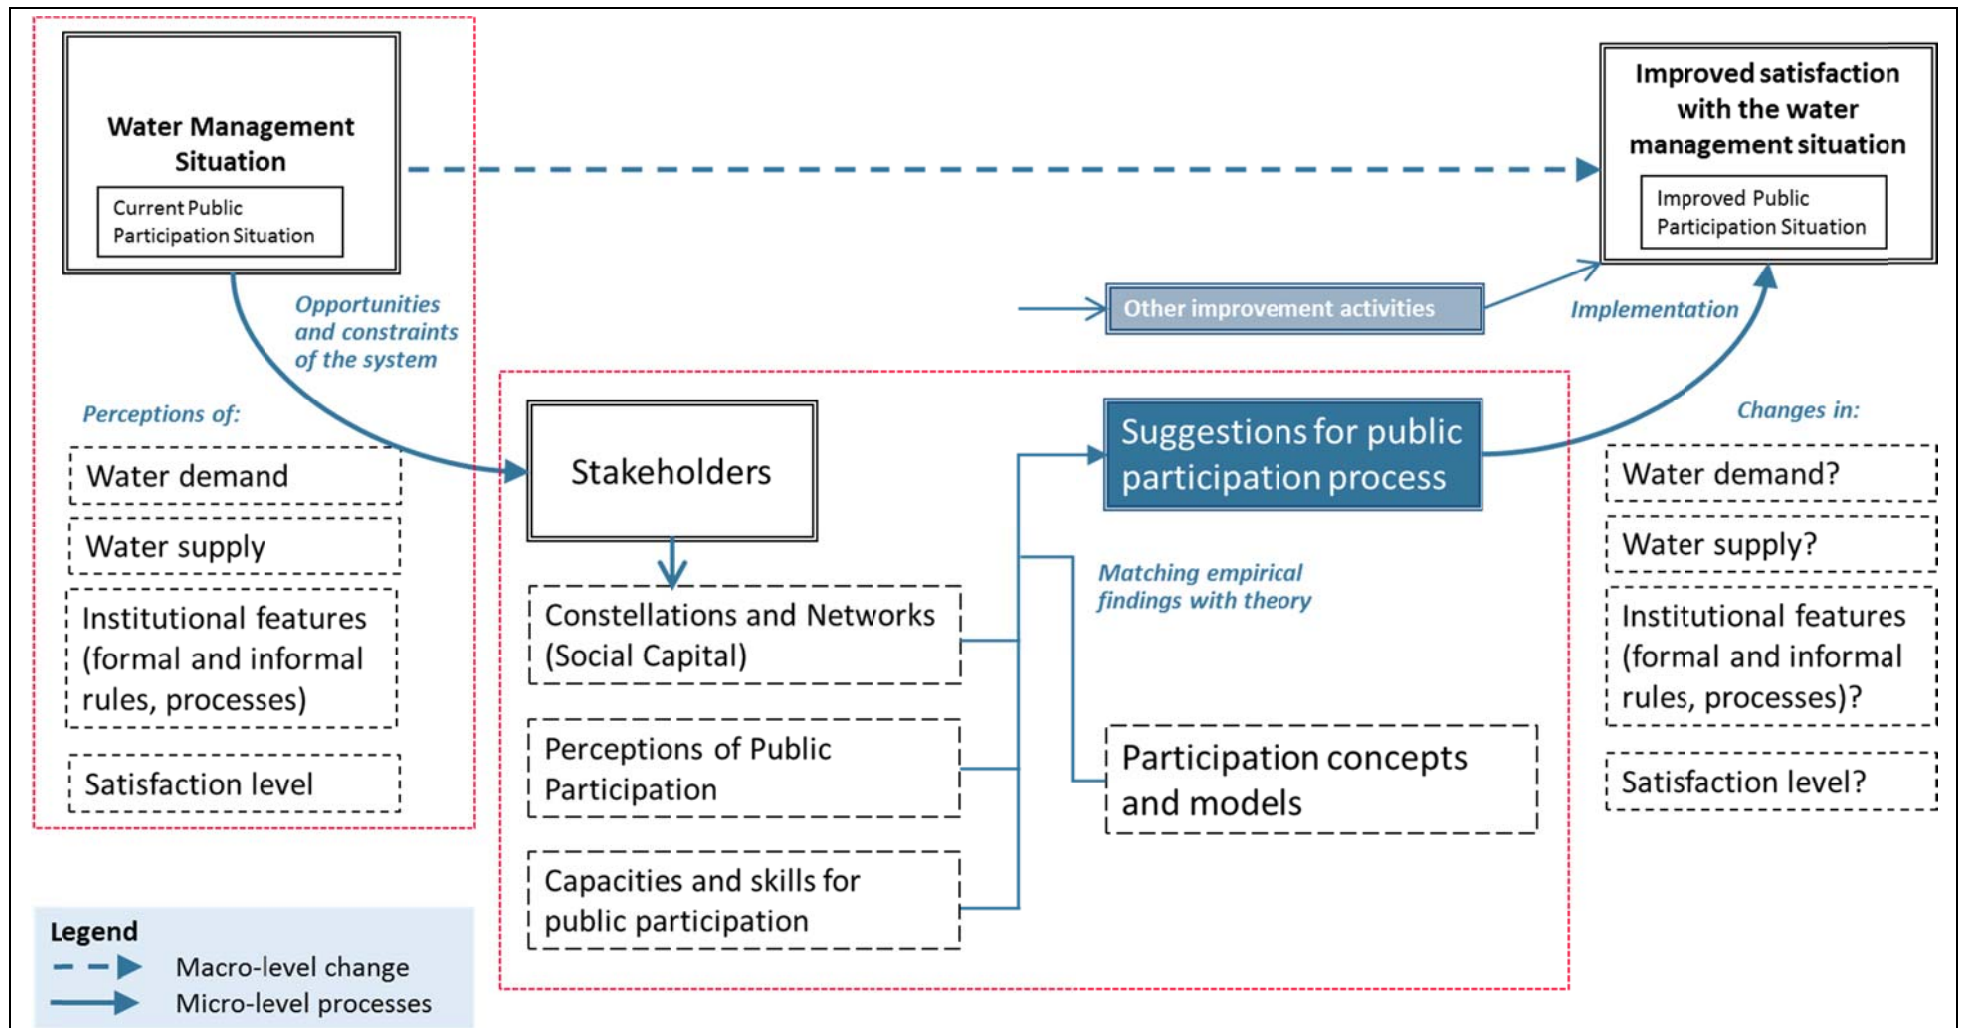 Water Management
Situation
Current Public
Participation Situation
Improved satisfaction
with the water
management situation
Improved Public
Participation Situation
Opportunities
and constraints
of the system
Other improvement activities
Implementation
Perceptions of:
Water demand
Water supply
Institutional features
(formal and informal
rules, processes)
Satisfaction level
Stakeholders
Constellations and Networks
(Social Capital)
Perceptions of Public
Participation
Capacities and skills for
public participation
Suggestions for public
participation process
Matching empirical
findings with theory
Participation concepts
and models
Changes in:
Water demand?
Water supply?
Institutional features
(formal and informal
rules, processes)?
Satisfaction level?
Legend
Macro-level change
Micro-level processes